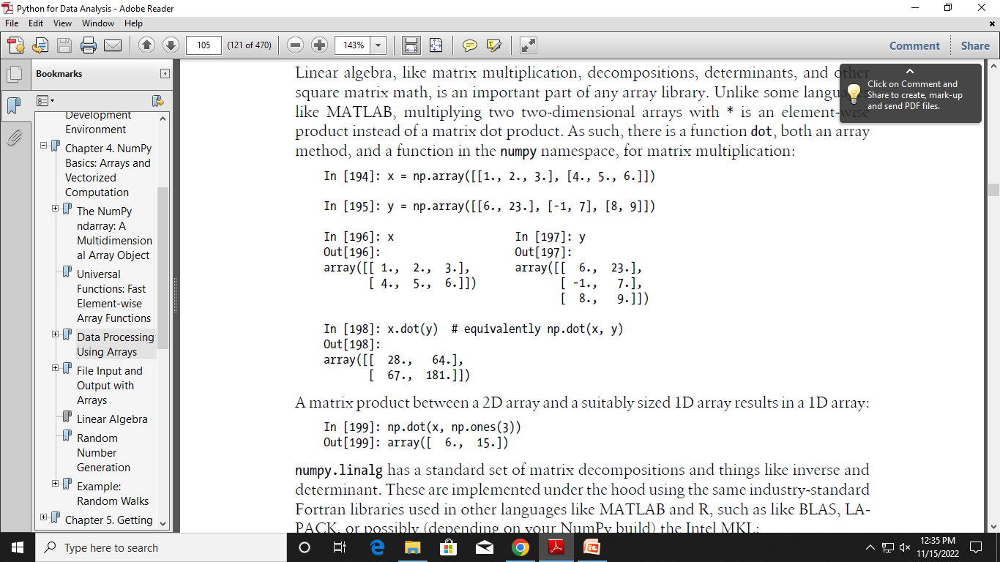 Python for Data Analysis - Adobe Reader
File Edit View Window Help
105 (121 of 470) 143% Comment Share
Bookmarks
Development
Environment
Chapter 4. NumPy
Basics: Arrays and
Vectorized
Computation
The NumPy
ndarray: A
Multidimension
al Array Object
Universal
Functions: Fast
Element-wise
Array Functions
Data Processing
Using Arrays
File Input and
Output with
Arrays
Linear Algebra
Random
Number
Generation
Example:
Random Walks
Chapter 5. Getting
Linear algebra, like matrix multiplication, decompositions, determinants, and other
square matrix math, is an important part of any array library. Unlike some languages
like MATLAB, multiplying two two-dimensional arrays with * is an element-wise
product instead of a matrix dot product. As such, there is a function dot, both an array
method, and a function in the numpy namespace, for matrix multiplication:
In [194]: x = np.array([[1., 2., 3.], [4., 5., 6.]])
In [195]: y = np.array([[6., 23.], [-1, 7], [8, 9]])
In [196]: x In [197]: y
Out[196]: Out[197]:
array([[ 1., 2., 3.], array([[ 6., 23.],
[ 4., 5., 6.]]) [ -1., 7.],
[ 8., 9.]])
In [198]: x.dot(y) # equivalently np.dot(x, y)
Out[198]:
array([[ 28., 64.],
[ 67., 181.]])
A matrix product between a 2D array and a suitably sized 1D array results in a 1D array:
In [199]: np.dot(x, np.ones(3))
Out[199]: array([ 6., 15.])
numpy.linalg has a standard set of matrix decompositions and things like inverse and
determinant. These are implemented under the hood using the same industry-standard
Fortran libraries used in other languages like MATLAB and R, such as like BLAS, LA-
PACK, or possibly (depending on your NumPy build) the Intel MKL:
Click on Comment and
Share to create, mark-up
and send PDF files.
Type here to search
12:35 PM
11/15/2022